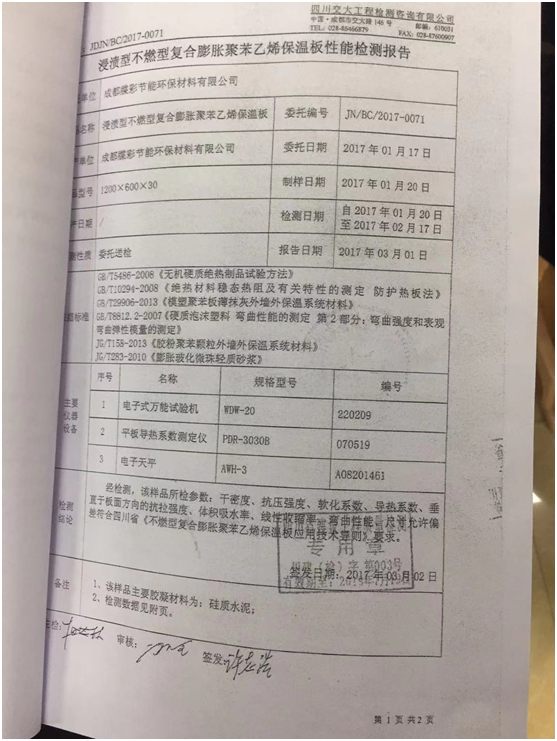 四川交大工程检测咨询有限公司
中国·成都市交大路 148 号 邮编: 610031
TEL: 028-86466879 FAX: 028-87600907
JDJN/BC/2017-0071
浸渍型不燃型复合膨胀聚苯乙烯保温板性能检测报告
单位 成都蝶彩节能环保材料有限公司
名称 浸渍型不燃型复合膨胀聚苯乙烯保温板 委托编号 JN/BC/2017-0071
单位 成都蝶彩节能环保材料有限公司 委托日期 2017 年 01 月 17 日
型号 1200×600×30 制样日期 2017 年 01 月 20 日
日期 / 检测日期 自 2017 年 01 月 20 日
至 2017 年 02 月 17 日
性质 委托送检 报告日期 2017 年 03 月 01 日
标准 GB/T5486-2008《无机硬质绝热制品试验方法》
GB/T10294-2008《绝热材料稳态热阻及有关特性的测定 防护热板法》
GB/T29906-2013《模塑聚苯板薄抹灰外墙外保温系统材料》
GB/T8812.2-2007《硬质泡沫塑料 弯曲性能的测定 第 2 部分: 弯曲强度和表观
弯曲弹性模量的测定》
JG/T158-2013《胶粉聚苯颗粒外墙外保温系统材料》
JG/T283-2010《膨胀玻化微珠轻质砂浆》
主要
仪器
设备
序号 名称 规格型号 编号
1 电子式万能试验机 WDW-20 220209
2 平板导热系数测定仪 PDR-3030B 070519
3 电子天平 AWH-3 A08201461
检测
结论
经检测, 该样品所检参数: 干密度、抗压强度、软化系数、导热系数、垂
直于板面方向的抗拉强度、体积吸水率、线性收缩率、弯曲性能、尺寸允许偏
差符合四川省《不燃型复合膨胀聚苯乙烯保温板应用技术导则》要求。
专用章
签发日期: 2017 年 03 月 02 日
备注
1、该样品主要胶凝材料为: 硅质水泥;
2、检测数据见附页。
主检: 审核: 签发:
第 1 页 共 2 页